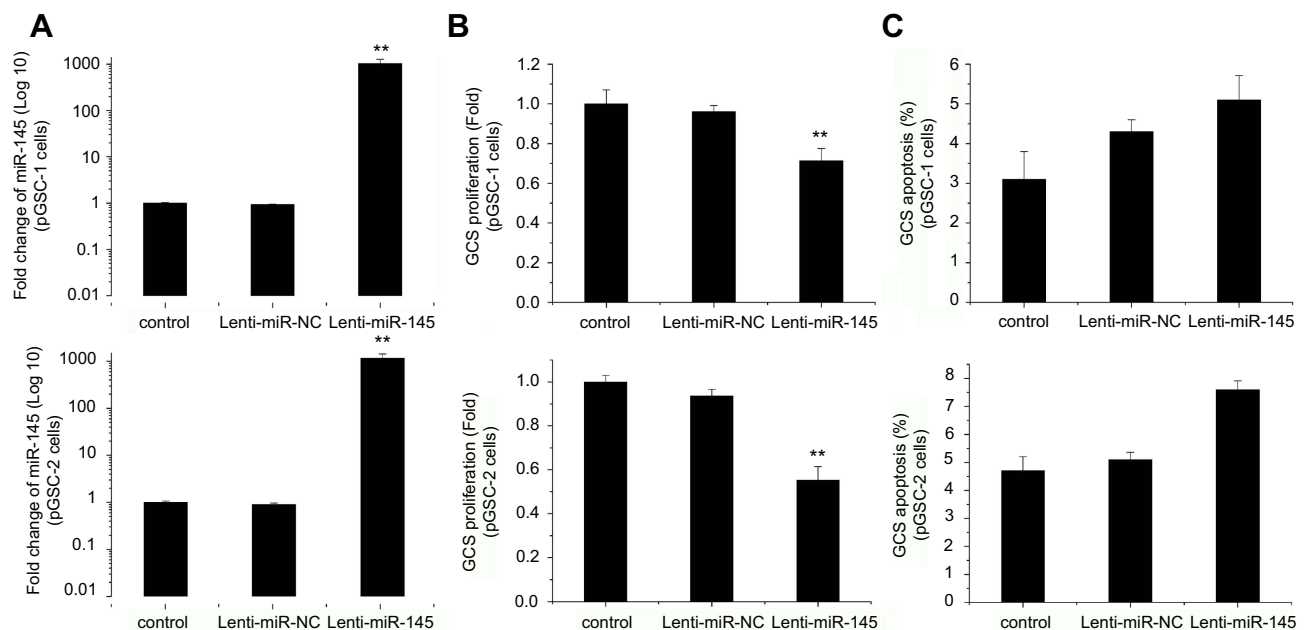 A
Fold change of miR-145 (Log 10)
(pGSC-1 cells)
1000
100
10
1
0.1
0.01
**
control
Lenti-miR-NC
Lenti-miR-145
Fold change of miR-145 (Log 10)
(pGSC-2 cells)
1000
100
10
1
0.1
0.01
**
control
Lenti-miR-NC
Lenti-miR-145
B
GCS proliferation (Fold)
(pGSC-1 cells)
1.2
1.0
0.8
0.6
0.4
0.2
0.0
**
control
Lenti-miR-NC
Lenti-miR-145
GCS proliferation (Fold)
(pGSC-2 cells)
1.0
0.8
0.6
0.4
0.2
0.0
**
control
Lenti-miR-NC
Lenti-miR-145
C
GCS apoptosis (%)
(pGSC-1 cells)
6
5
4
3
2
1
0
control
Lenti-miR-NC
Lenti-miR-145
GCS apoptosis (%)
(pGSC-2 cells)
8
7
6
5
4
3
2
1
0
control
Lenti-miR-NC
Lenti-miR-145